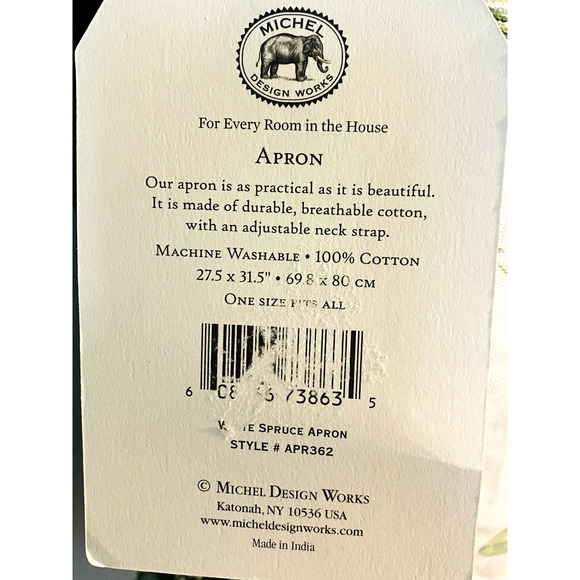 MICHEL
DESIGN WORKS
For Every Room in the House
APRON
Our apron is as practical as it is beautiful.
It is made of durable, breathable cotton,
with an adjustable neck strap.
MACHINE WASHABLE • 100% COTTON
27.5 x 31.5" • 69.8 x 80 CM
ONE SIZE FITS ALL
6 73863 5
SPRUCE APRON
STYLE # APR362
© MICHEL DESIGN WORKS
KATONAH, NY 10536 USA
www.micheldesignworks.com
Made in India